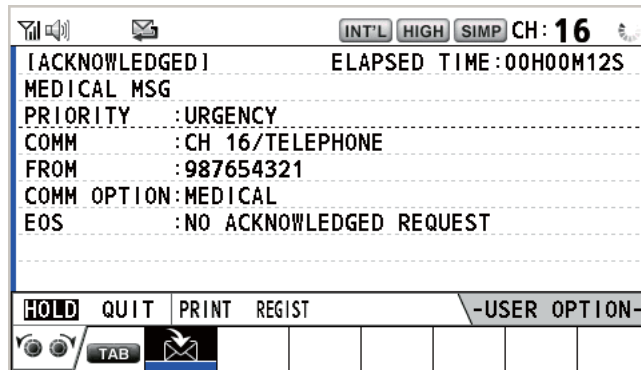 INT'L HIGH SIMP CH: 16
[ACKNOWLEDGED] ELAPSED TIME:00H00M12S
MEDICAL MSG
PRIORITY :URGENCY
COMM :CH 16/TELEPHONE
FROM :987654321
COMM OPTION:MEDICAL
EOS :NO ACKNOWLEDGED REQUEST
HOLD QUIT PRINT REGIST -USER OPTION-
TAB